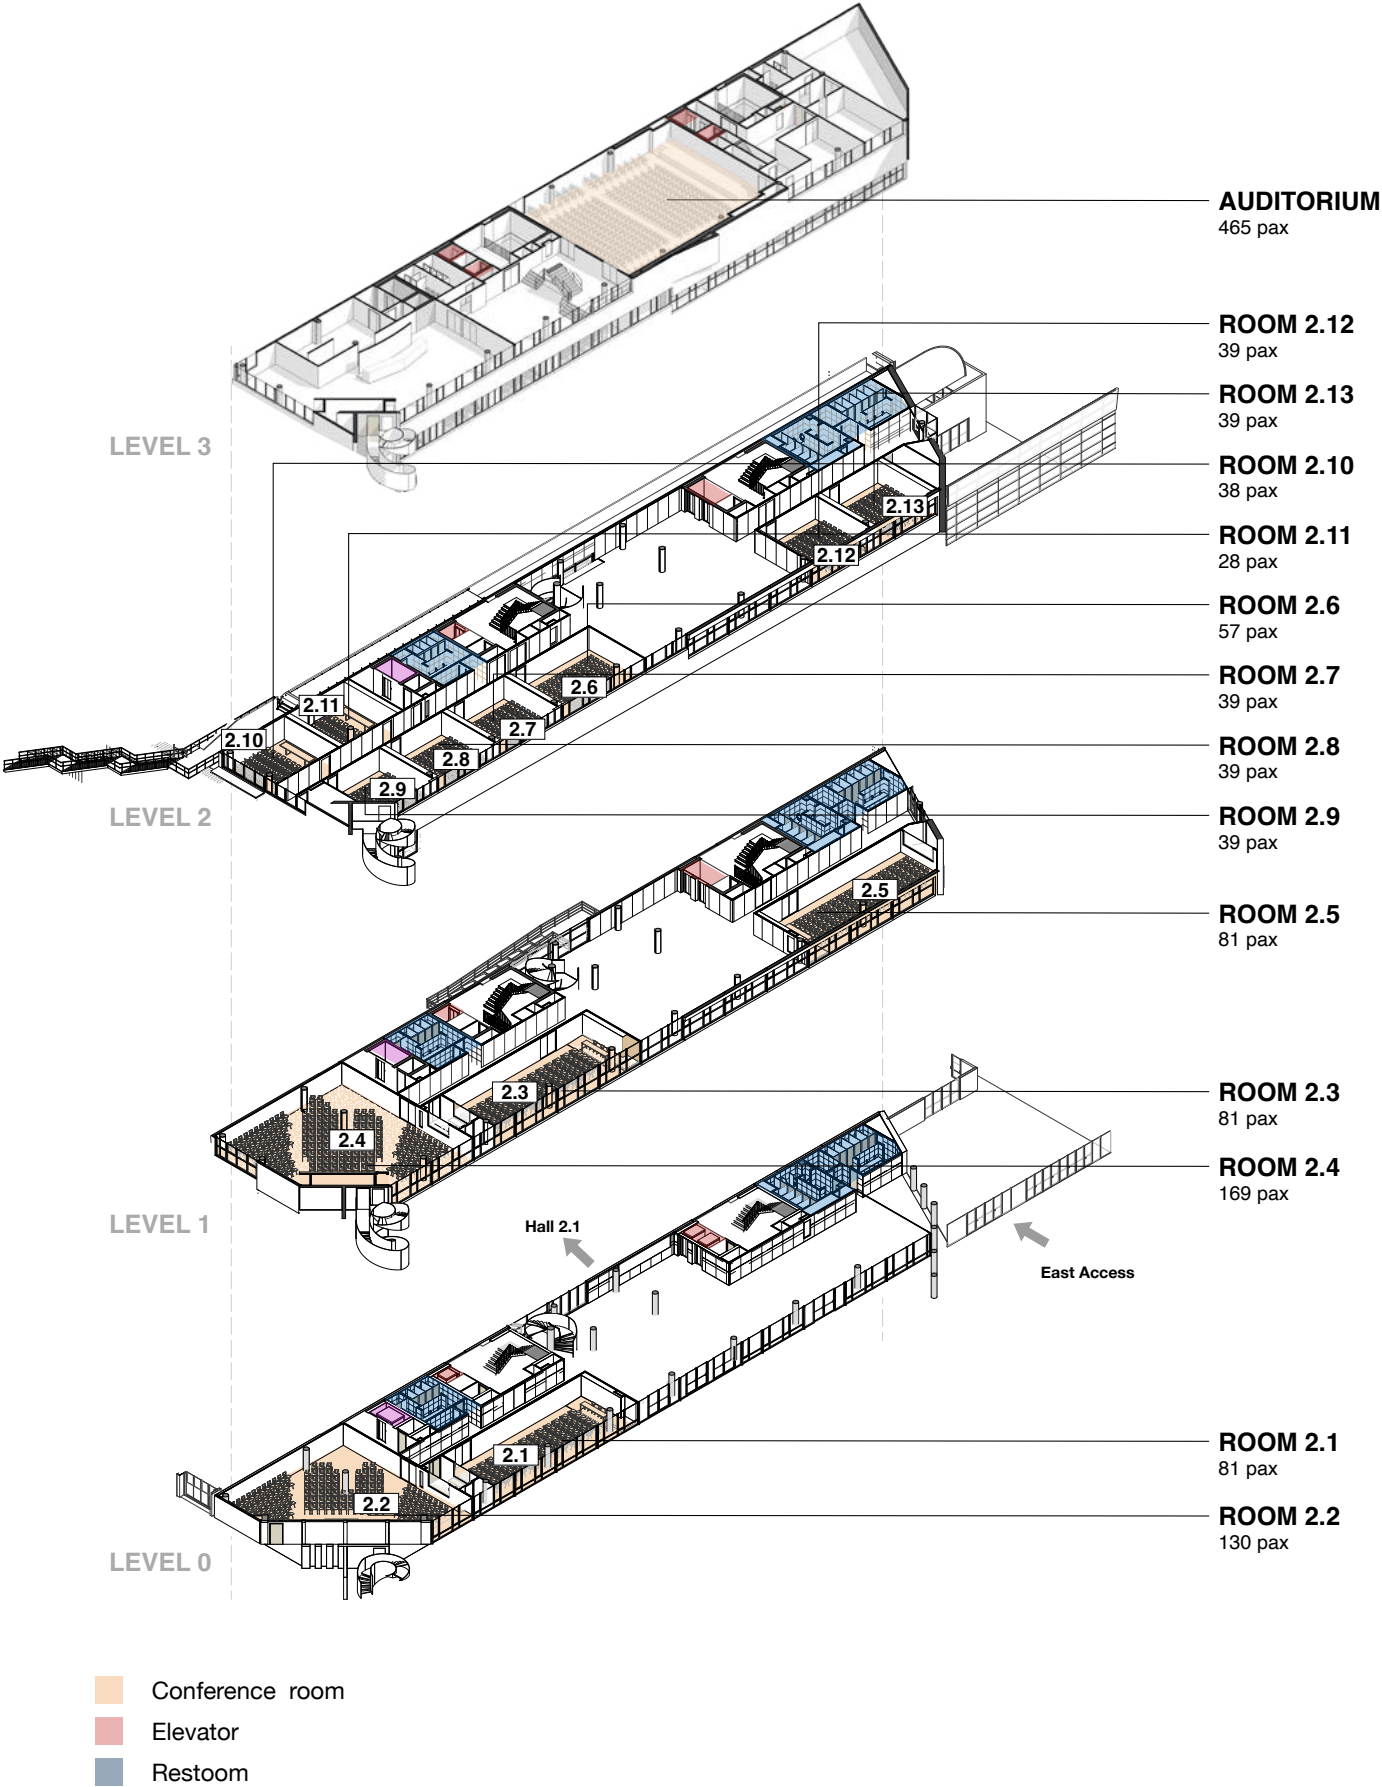 AUDITORIUM
465 pax
LEVEL 3
ROOM 2.12
39 pax
ROOM 2.13
39 pax
ROOM 2.10
38 pax
ROOM 2.11
28 pax
ROOM 2.6
57 pax
ROOM 2.7
39 pax
ROOM 2.8
39 pax
ROOM 2.9
39 pax
2.13
2.12
2.6
2.11
2.7
2.10
2.8
2.9
LEVEL 2
2.5
ROOM 2.5
81 pax
2.3
ROOM 2.3
81 pax
2.4
ROOM 2.4
169 pax
LEVEL 1
Hall 2.1
East Access
2.1
ROOM 2.1
81 pax
2.2
ROOM 2.2
130 pax
LEVEL 0
Conference room
Elevator
Restoom